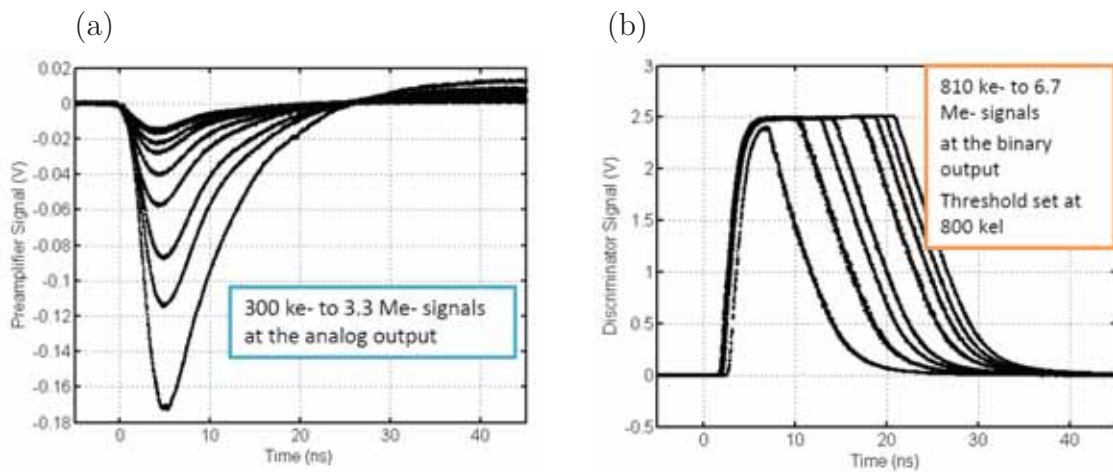 (a)
0.02
0
-0.02
-0.04
-0.06
-0.08
-0.1
-0.12
-0.14
-0.16
-0.18
Preamplifier Signal (V)
300 ke- to 3.3 Me- signals
at the analog output
0 10 20 30 40
Time (ns)
(b)
3
2.5
2
1.5
1
0.5
0
-0.5
Discriminator Signal (V)
810 ke- to 6.7
Me- signals
at the binary
output
Threshold set at
800 kel
0 10 20 30 40
Time (ns)